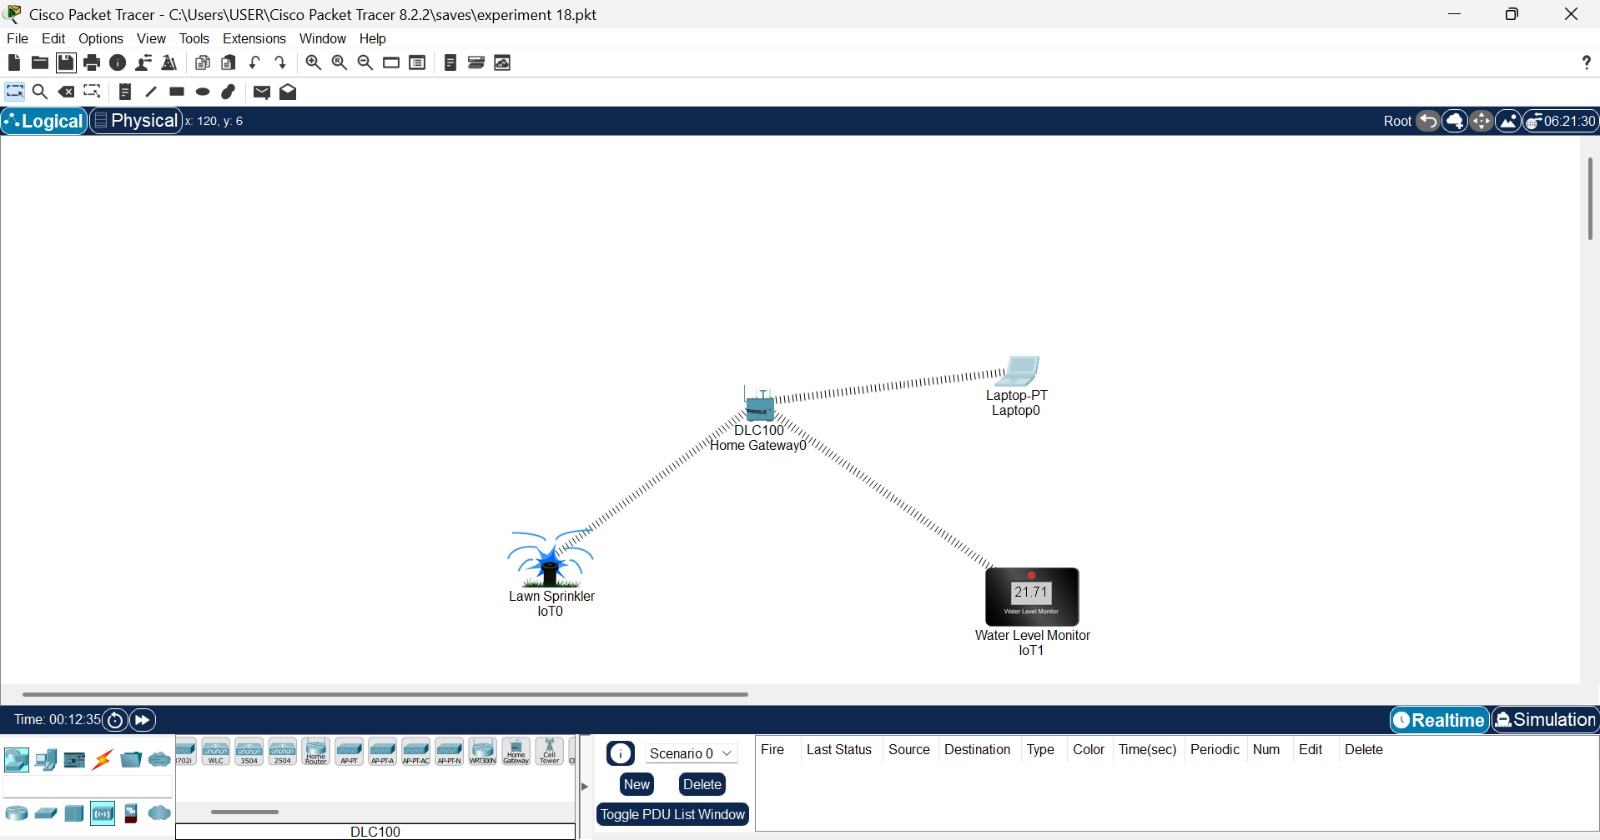 Cisco Packet Tracer - C:\Users\USER\Cisco Packet Tracer 8.2.2\saves\experiment 18.pkt
File Edit Options View Tools Extensions Window Help
?
Logical Physical x: 120, y: 6 Root 06:21:30
Laptop-PT
Laptop0
DLC100
Home Gateway0
Lawn Sprinkler
IoT0
21.71
Water Level Monitor
Water Level Monitor
IoT1
Time: 00:12:35 Realtime Simulation
WLC 3504 2504 Home Router AP-PT AP-PT-A AP-PT-AC AP-PT-N WRT300N Home Gateway Cell Tower
DLC100
Scenario 0
New Delete
Toggle PDU List Window
Fire Last Status Source Destination Type Color Time(sec) Periodic Num Edit Delete